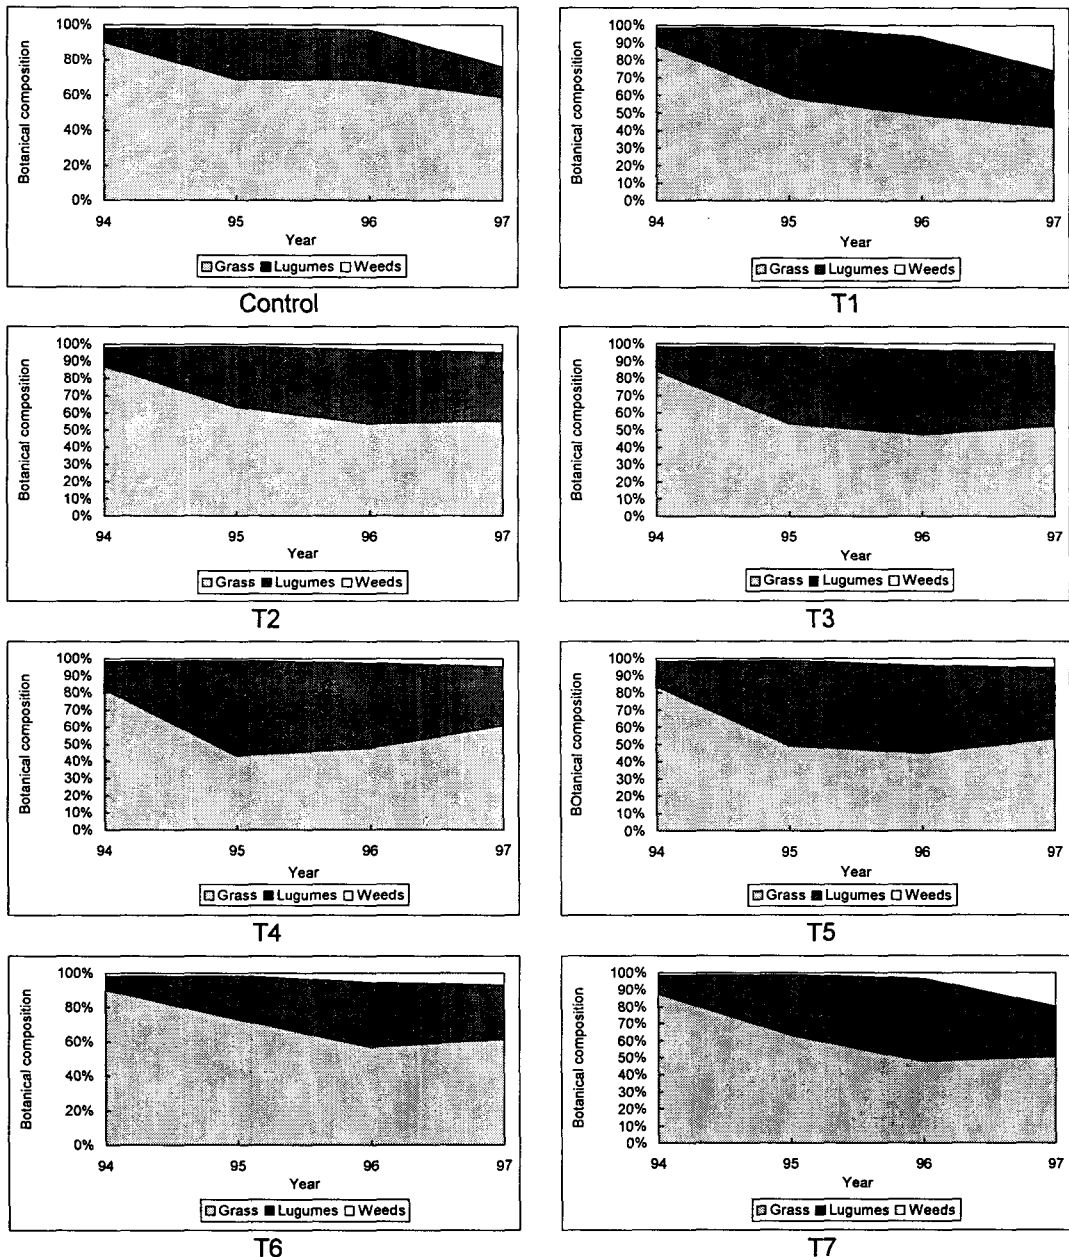 Botanical composition
100%
80%
60%
40%
20%
0%
94 95 96 97
Year
Grass Lugumes Weeds
Control
Botanical composition
100%
90%
80%
70%
60%
50%
40%
30%
20%
10%
0%
94 95 96 97
Year
Grass Lugumes Weeds
T1
Botanical composition
100%
90%
80%
70%
60%
50%
40%
30%
20%
10%
0%
94 95 96 97
Year
Grass Lugumes Weeds
T2
Botanical composition
100%
90%
80%
70%
60%
50%
40%
30%
20%
10%
0%
94 95 96 97
Year
Grass Lugumes Weeds
T3
Botanical composition
100%
90%
80%
70%
60%
50%
40%
30%
20%
10%
0%
94 95 96 97
Year
Grass Lugumes Weeds
T4
BOtanical composition
100%
90%
80%
70%
60%
50%
40%
30%
20%
10%
0%
94 95 96 97
Year
Grass Lugumes Weeds
T5
Botanical composition
100%
80%
60%
40%
20%
0%
94 95 96 97
Year
Grass Lugumes Weeds
T6
Botanical composition
100%
90%
80%
70%
60%
50%
40%
30%
20%
10%
0%
94 95 96 97
Year
Grass Lugumes Weeds
T7